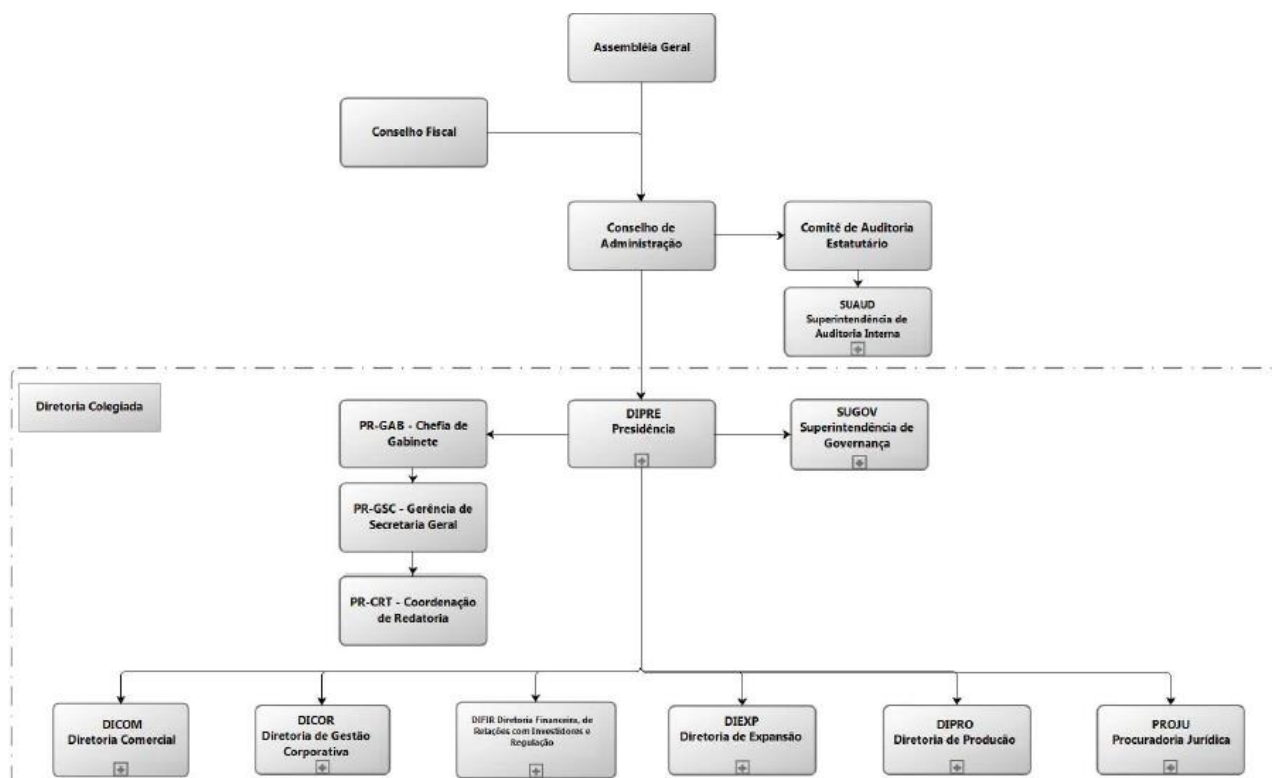 Assembléia Geral
Conselho Fiscal
Conselho de
Administração
Comitê de Auditoria
Estatutário
SUAUD
Superintendência de
Auditoria Interna
Diretoria Colegiada
PR-GAB - Chefia de
Gabinete
DIPRE
Presidência
SUGOV
Superintendência de
Governança
PR-GSC - Gerência de
Secretaria Geral
PR-CRT - Coordenação
de Redatoria
DICOM
Diretoria Comercial
DICOR
Diretoria de Gestão
Corporativa
DIFIR Diretoria Financeira, de
Relações com Investidores e
Regulação
DIEXP
Diretoria de Expansão
DIPRO
Diretoria de Producão
PROJU
Procuradoria Jurídica